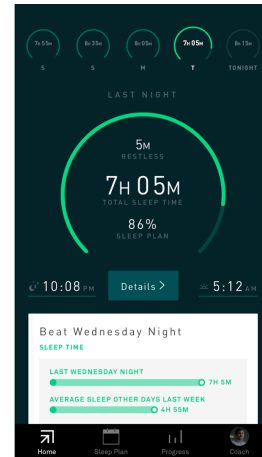 7H 55M 8H 35M 8H 05M 7H 05M 8H 15M
S S M T TONIGHT
LAST NIGHT
5M
RESTLESS
7H 05M
TOTAL SLEEP TIME
86%
SLEEP PLAN
10:08 PM Details > 5:12 AM
Beat Wednesday Night
SLEEP TIME
LAST WEDNESDAY NIGHT
7H 5M
AVERAGE SLEEP OTHER DAYS LAST WEEK
4H 55M
Home Sleep Plan Progress Coach